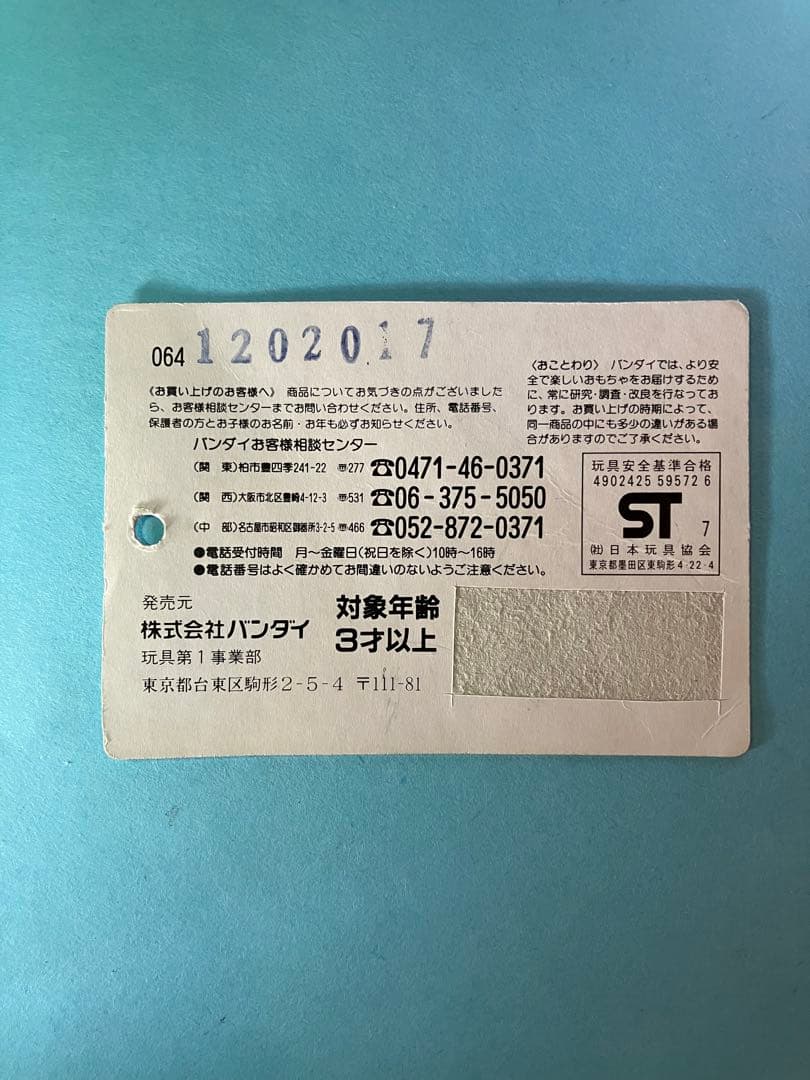 064 1202017
《お買い上げのお客様へ》 商品についてお気づきの点がございました
ら、お客様相談センターまでお問い合わせください。住所、電話番号、
保護者の方とお子様のお名前・お年も必ずお知らせください。
バンダイお客様相談センター
(関 東)柏市豊四季241-22 〠277 ☎0471-46-0371
(関 西)大阪市北区豊崎4-12-3 〠531 ☎06-375-5050
(中 部)名古屋市昭和区御器所3-2-5 〠466 ☎052-872-0371
●電話受付時間 月〜金曜日(祝日を除く)10時〜16時
●電話番号はよく確かめてお間違いのないようご注意ください。
〈おことわり〉 バンダイでは、より安
全で楽しいおもちゃをお届けするため
に、常に研究・調査・改良を行なってお
ります。お買い上げの時期によって、
同一商品の中にも多少の違いがある場
合がありますのでご了承ください。
玩具安全基準合格
4902425 59572 6
ST 7
㈳日本玩具協会
東京都墨田区東駒形4-22-4
発売元
株式会社バンダイ
玩具第1事業部
東京都台東区駒形2-5-4 〒111-81
対象年齢
3才以上